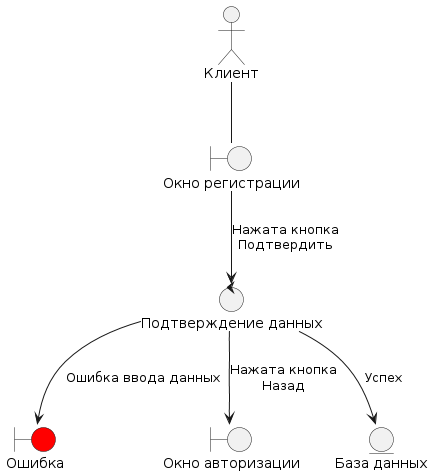 Клиент
Окно регистрации
Нажата кнопка
Подтвердить
Подтверждение данных
Ошибка ввода данных
Нажата кнопка
Назад
Успех
Ошибка
Окно авторизации
База данных